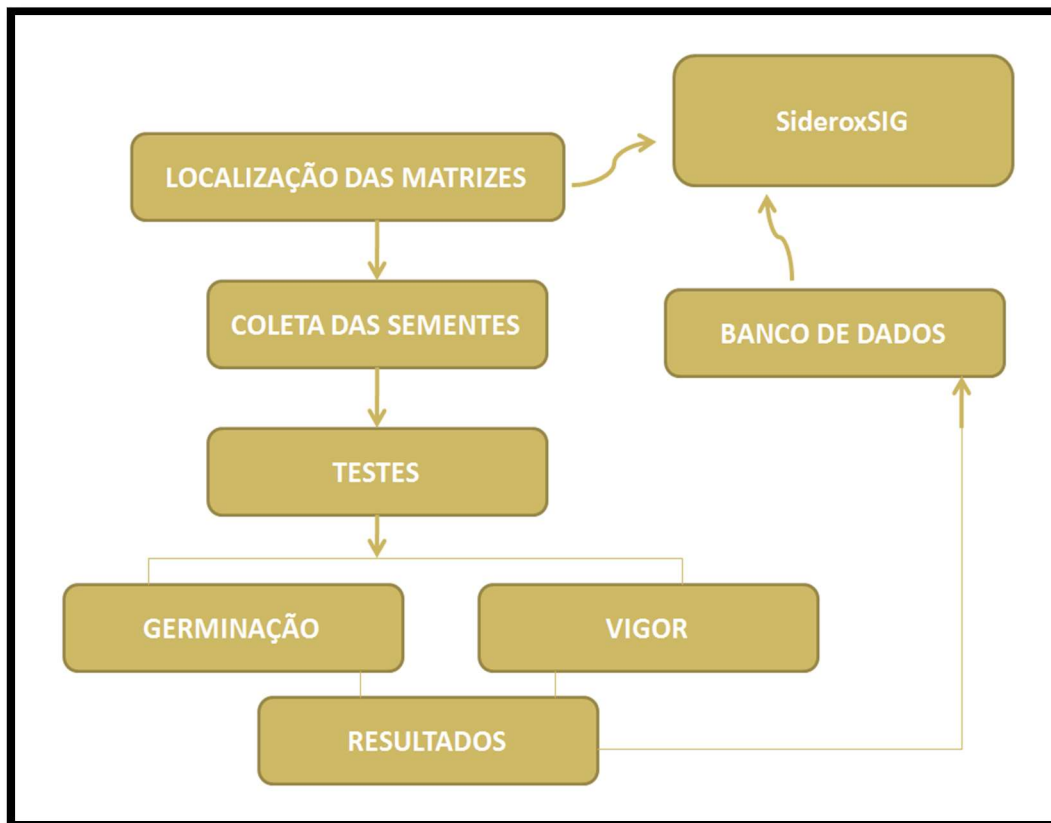 SideroxSIG
LOCALIZAÇÃO DAS MATRIZES
COLETA DAS SEMENTES
BANCO DE DADOS
TESTES
GERMINAÇÃO
VIGOR
RESULTADOS